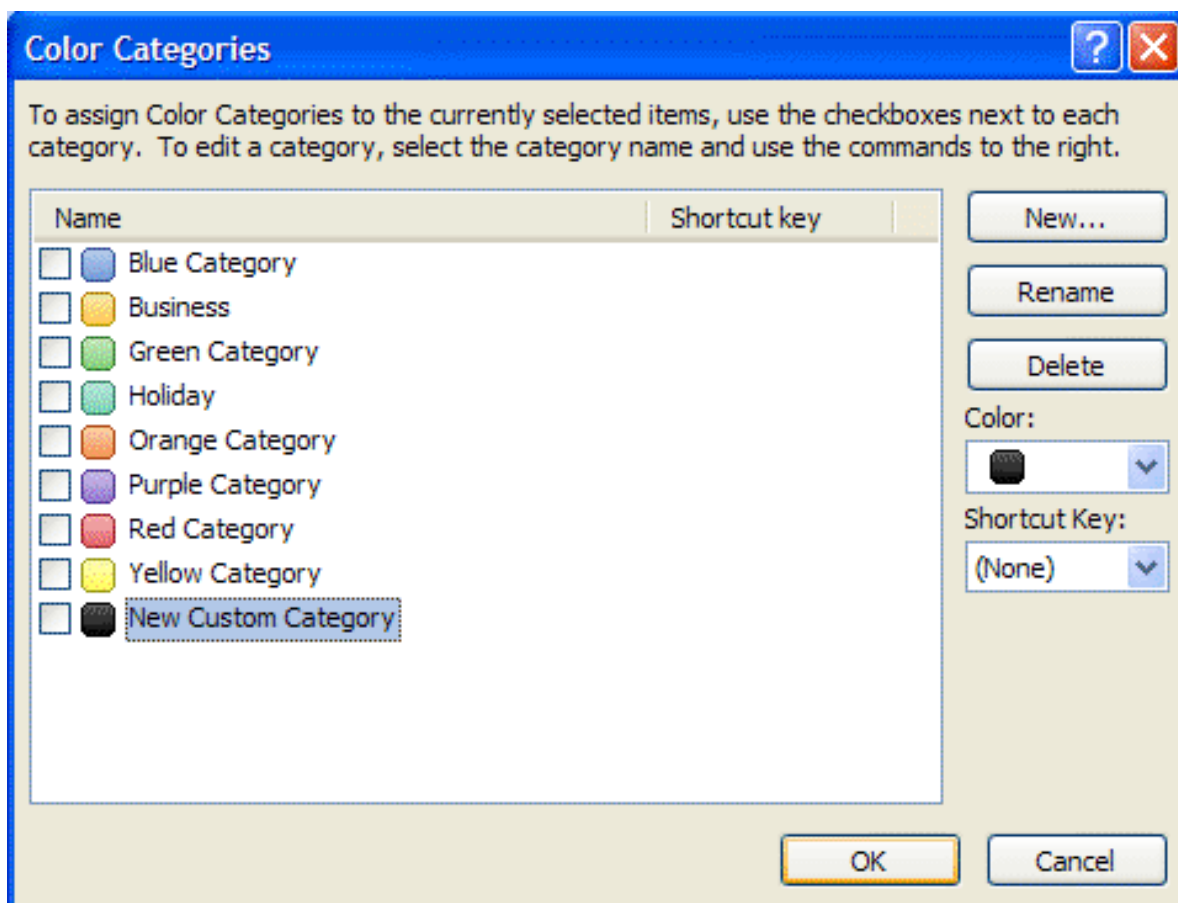 Color Categories
To assign Color Categories to the currently selected items, use the checkboxes next to each
category. To edit a category, select the category name and use the commands to the right.
Name Shortcut key
Blue Category
Business
Green Category
Holiday
Orange Category
Purple Category
Red Category
Yellow Category
New Custom Category
New...
Rename
Delete
Color:
Shortcut Key:
(None)
OK Cancel